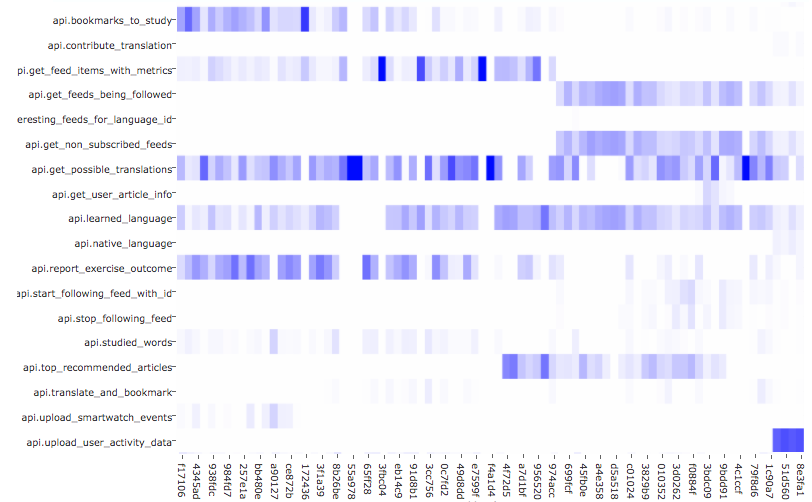 api.bookmarks_to_study
api.contribute_translation
pi.get_feed_items_with_metrics
api.get_feeds_being_followed
eresting_feeds_for_language_id
api.get_non_subscribed_feeds
api.get_possible_translations
api.get_user_article_info
api.learned_language
api.native_language
api.report_exercise_outcome
api.start_following_feed_with_id
api.stop_following_feed
api.studied_words
api.top_recommended_articles
api.translate_and_bookmark
api.upload_smartwatch_events
api.upload_user_activity_data
f17106
4345ad
938fdc
984fd7
257e1a
bb480e
a90127
ce872b
172436
3f1a39
8b26be
55a978
65ff28
3fbc04
eb14c9
91d8b1
3cc756
0c7fd2
49d8dd
e7599f
f4a1d4
4f72d5
a7d1bf
956520
974acc
699fcf
45fb0e
a4e358
d5a518
c01024
3829b9
010352
3d0262
f0884f
3bdc09
9bdd91
4c1ccf
79f8d6
1c90a7
51d567
8e2fa1